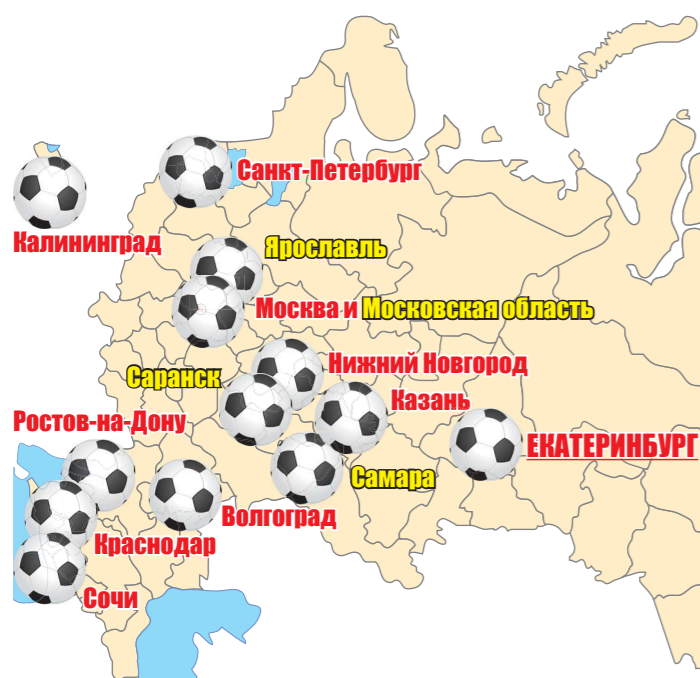 Санкт-Петербург
Калининград
Ярославль
Москва и Московская область
Нижний Новгород
Саранск
Казань
Ростов-на-Дону
ЕКАТЕРИНБУРГ
Самара
Волгоград
Краснодар
Сочи